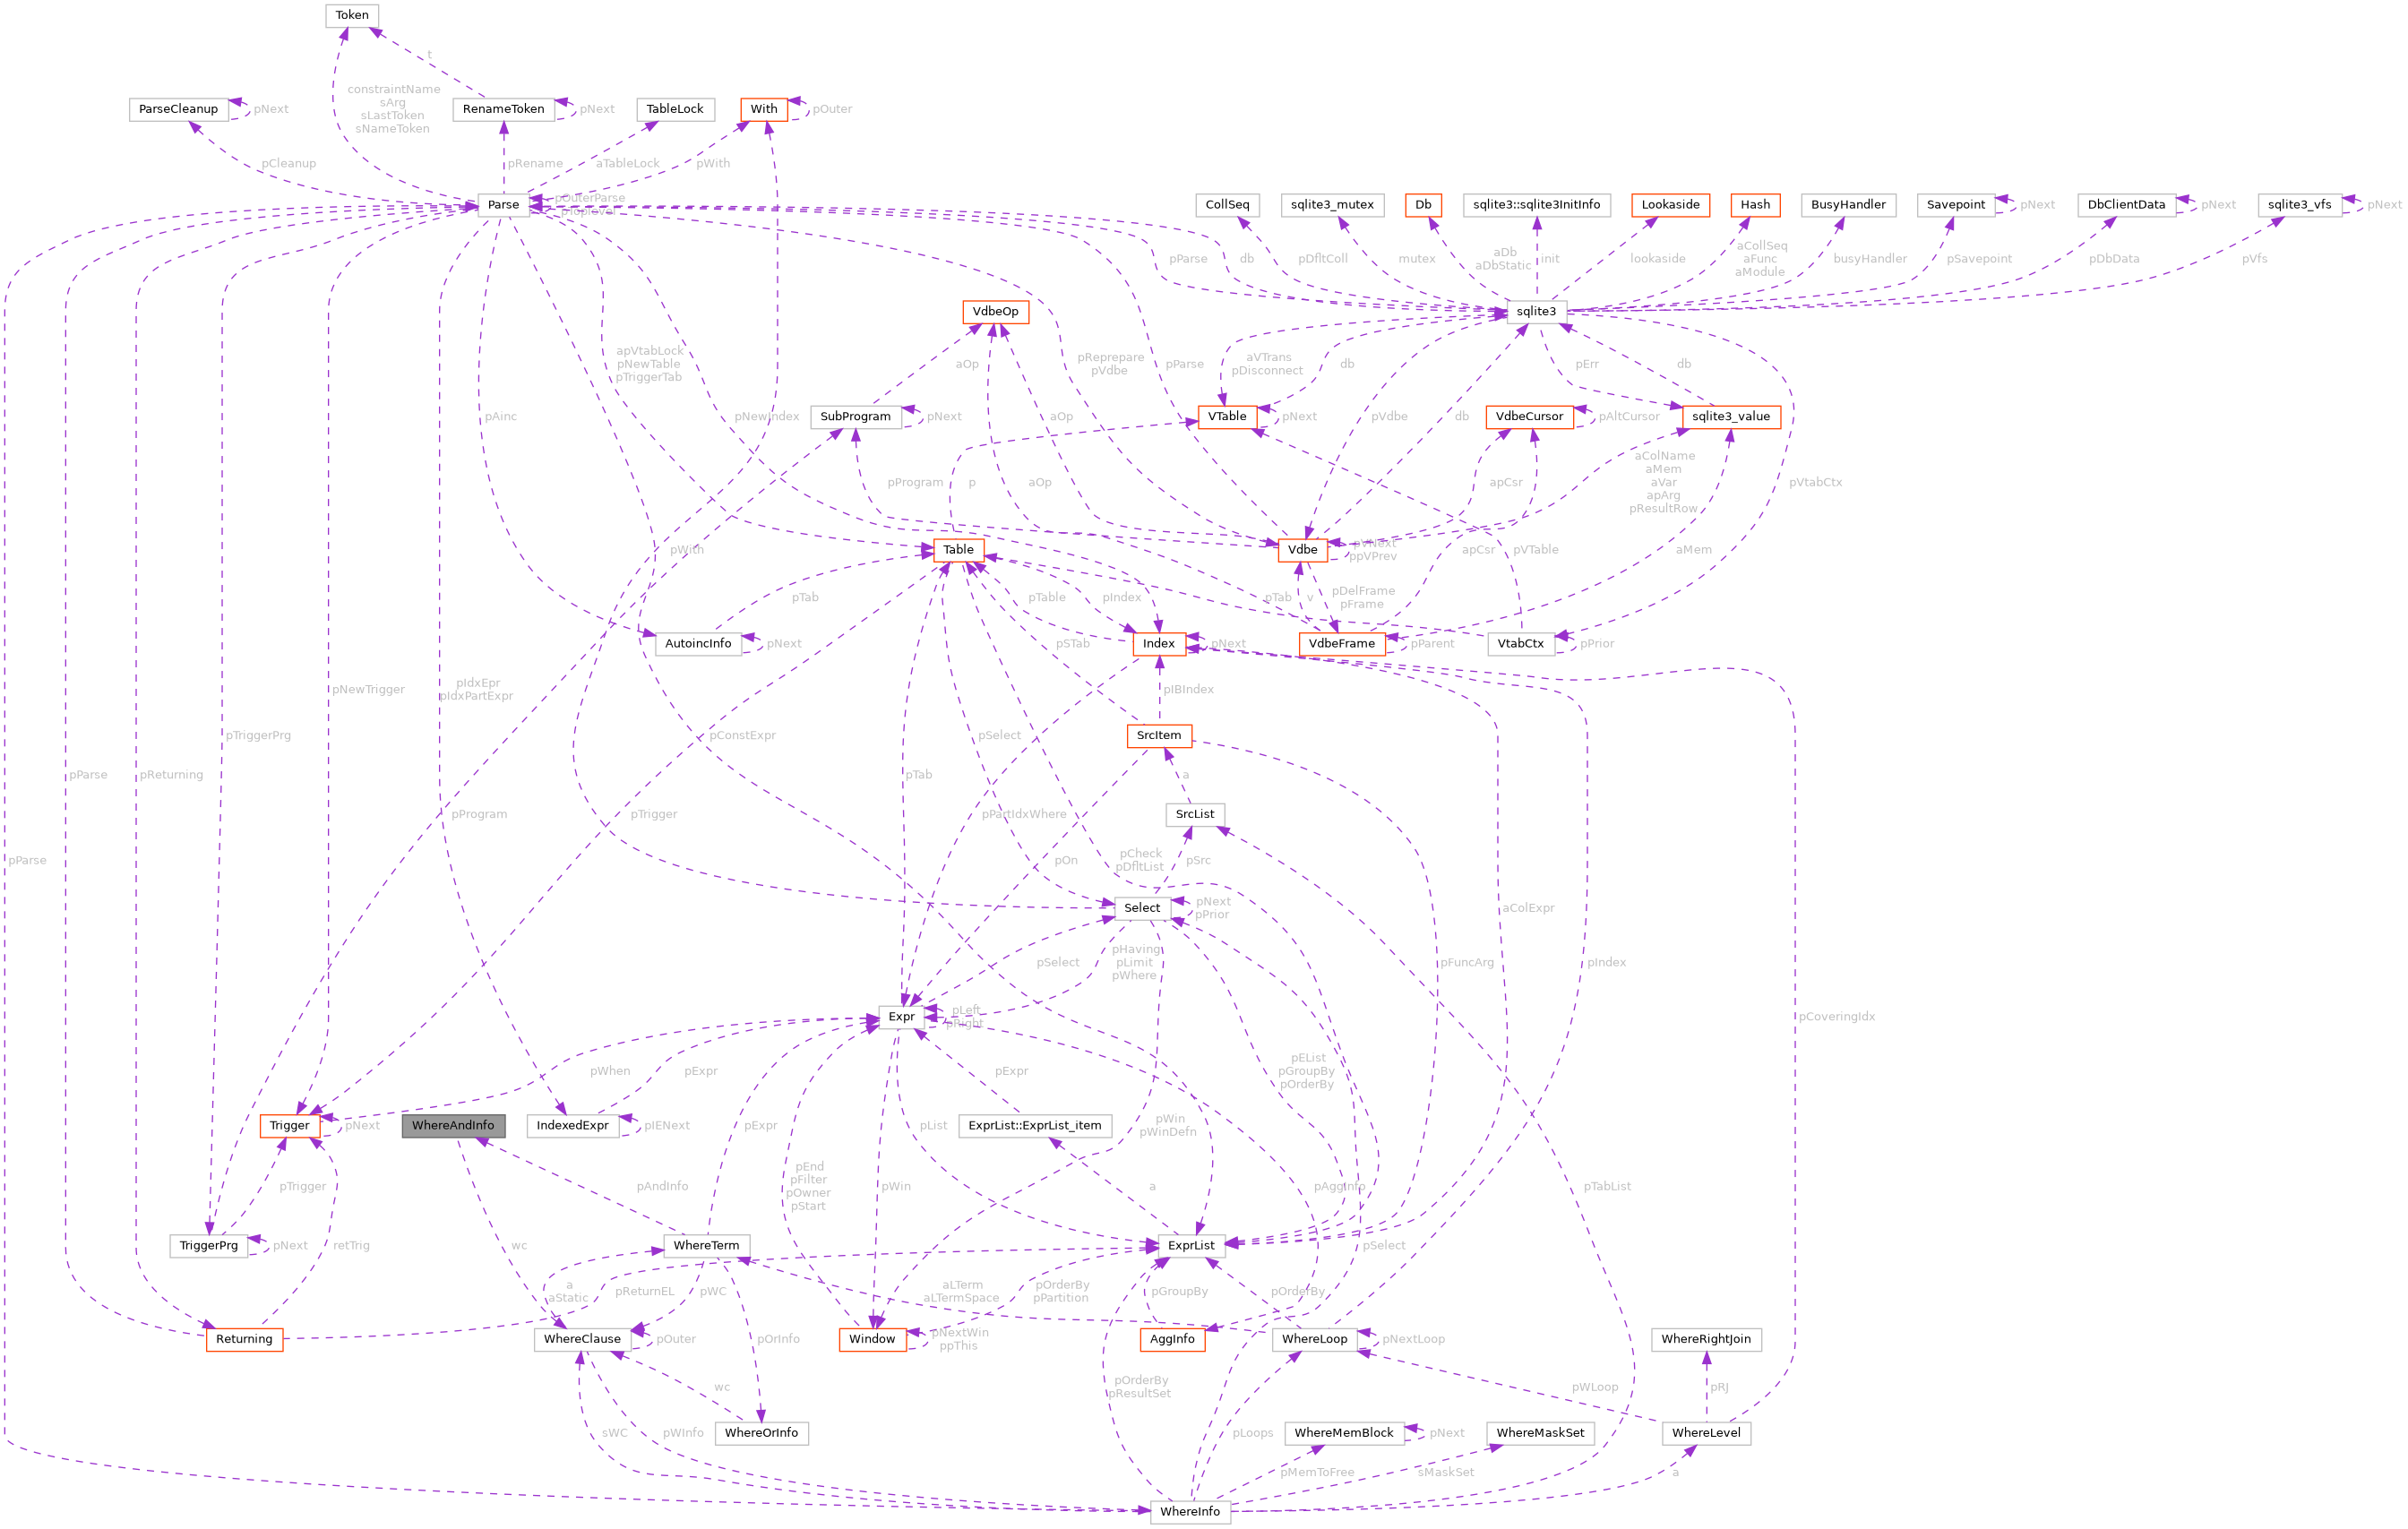 Token
t
constraintName
sArg
sLastToken
sNameToken
ParseCleanup
pNext
RenameToken
pNext
TableLock
With
pOuter
pCleanup
pRename
aTableLock
pWith
Parse
pOuterParse
pToplevel
CollSeq
sqlite3_mutex
Db
sqlite3::sqlite3InitInfo
Lookaside
Hash
BusyHandler
Savepoint
pNext
DbClientData
pNext
sqlite3_vfs
pNext
pParse
db
pDfltColl
mutex
aDb
aDbStatic
init
lookaside
aCollSeq
aFunc
aModule
busyHandler
pSavepoint
pDbData
pVfs
VdbeOp
sqlite3
apVtabLock
pNewTable
pTriggerTab
aOp
pReprepare
pVdbe
pParse
aVTrans
pDisconnect
db
pErr
db
pAinc
pNewIndex
SubProgram
pNext
aOp
VTable
pNext
pVdbe
db
VdbeCursor
pAltCursor
sqlite3_value
pProgram
aOp
p
apCsr
aColName
aMem
aVar
apArg
pResultRow
pVtabCtx
pWith
Table
Vdbe
pVNext
ppVPrev
apCsr
pVTable
aMem
pTab
pTable
pIndex
pTab
v
pDelFrame
pFrame
AutoincInfo
pNext
pSTab
Index
pNext
VdbeFrame
pParent
VtabCtx
pPrior
pIdxEpr
pIdxPartExpr
pNewTrigger
pIBIndex
pTriggerPrg
pConstExpr
pSelect
SrcItem
pParse
pReturning
pTab
a
pProgram
pTrigger
pPartIdxWhere
SrcList
pParse
pOn
pCheck
pDfltList
pSrc
Select
pNext
pPrior
aColExpr
pSelect
pHaving
pLimit
pWhere
pFuncArg
pIndex
Expr
pLeft
pRight
pCoveringIdx
pWhen
pExpr
pExpr
pEList
pGroupBy
pOrderBy
Trigger
pNext
WhereAndInfo
IndexedExpr
pIENext
pExpr
pList
ExprList::ExprList_item
pWin
pWinDefn
pTrigger
pAndInfo
pEnd
pFilter
pOwner
pStart
pWin
a
pAggInfo
pTabList
TriggerPrg
pNext
retTrig
wc
WhereTerm
ExprList
pSelect
a
aStatic
pReturnEL
pWC
aLTerm
aLTermSpace
pOrderBy
pPartition
pGroupBy
pOrderBy
Returning
WhereClause
pOuter
pOrInfo
Window
pNextWin
ppThis
AggInfo
WhereLoop
pNextLoop
WhereRightJoin
wc
pOrderBy
pResultSet
pWLoop
pRJ
sWC
pWInfo
WhereOrInfo
pLoops
WhereMemBlock
pNext
WhereMaskSet
WhereLevel
pMemToFree
sMaskSet
a
WhereInfo